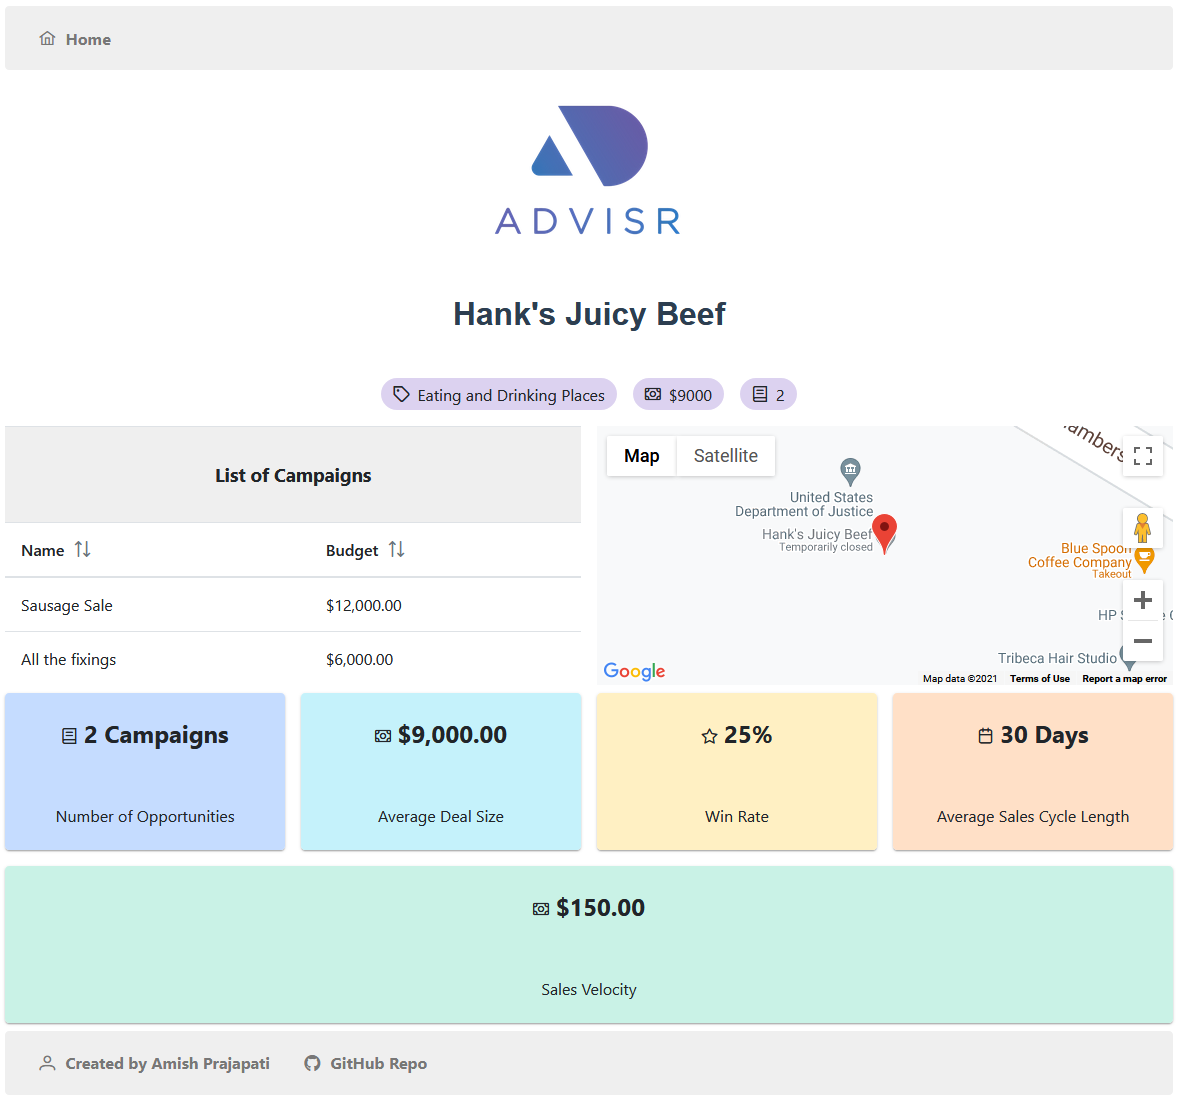 Home
ADVISR
Hank's Juicy Beef
Eating and Drinking Places $9000 2
List of Campaigns
Name Budget
Sausage Sale $12,000.00
All the fixings $6,000.00
Map Satellite
United States
Department of Justice
Hank's Juicy Beef
Temporarily closed
Blue Spoon
Coffee Company
Takeout
HP
Tribeca Hair Studio
Google
Map data ©2021 Terms of Use Report a map error
2 Campaigns
Number of Opportunities
$9,000.00
Average Deal Size
25%
Win Rate
30 Days
Average Sales Cycle Length
$150.00
Sales Velocity
Created by Amish Prajapati GitHub Repo